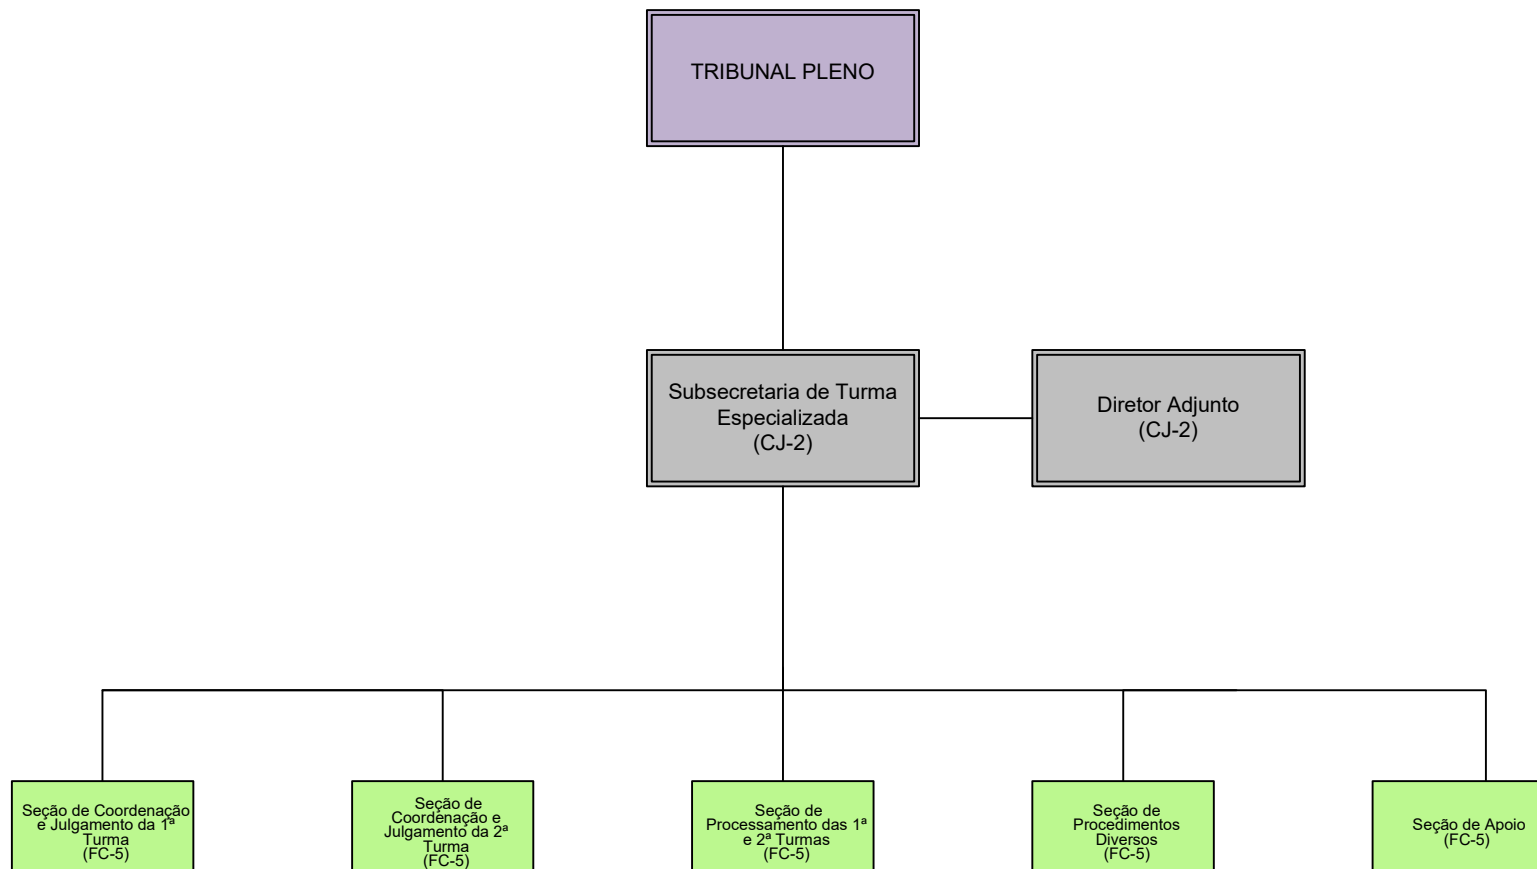 TRIBUNAL PLENO
Subsecretaria de Turma
Especializada
(CJ-2)
Diretor Adjunto
(CJ-2)
Seção de Coordenação
e Julgamento da 1ª
Turma
(FC-5)
Seção de
Coordenação e
Julgamento da 2ª
Turma
(FC-5)
Seção de
Processamento das 1ª
e 2ª Turmas
(FC-5)
Seção de
Procedimentos
Diversos
(FC-5)
Seção de Apoio
(FC-5)